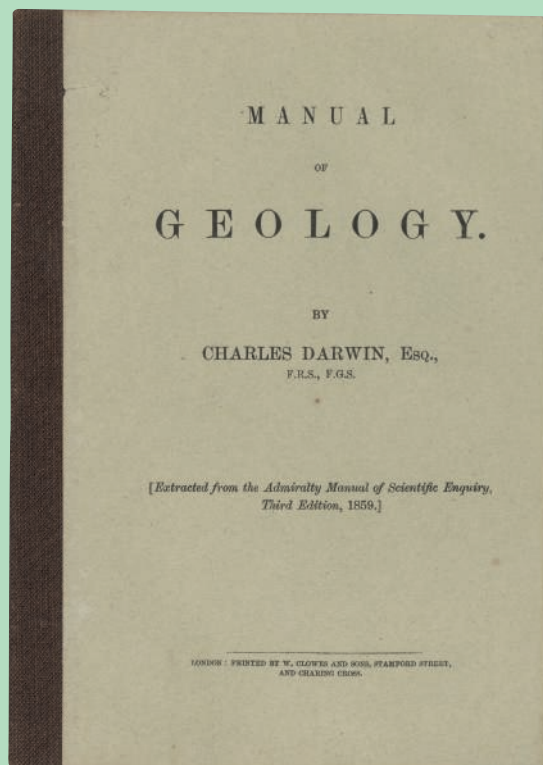 MANUAL
OF
GEOLOGY.
BY
CHARLES DARWIN, ESQ.,
F.R.S., F.G.S.
[Extracted from the Admiralty Manual of Scientific Enquiry,
Third Edition, 1859.]
LONDON: PRINTED BY W. CLOWES AND SONS, STAMFORD STREET,
AND CHARING CROSS.